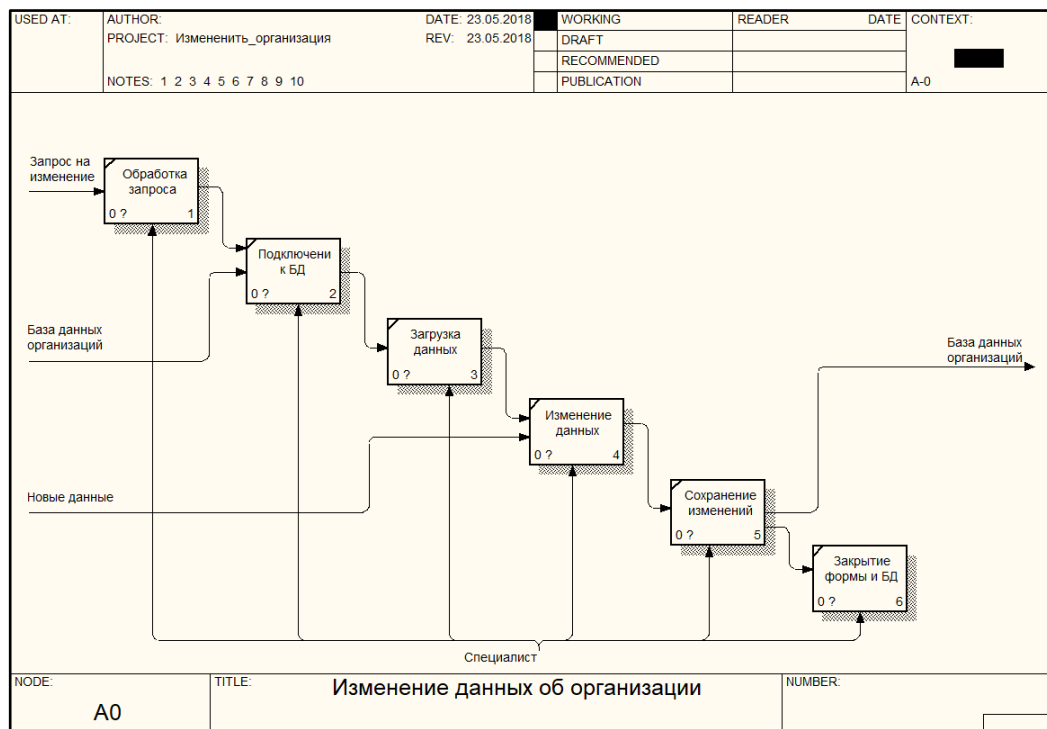 USED AT:
AUTHOR:
DATE: 23.05.2018
PROJECT: Измененить_организация
REV: 23.05.2018
NOTES: 1 2 3 4 5 6 7 8 9 10
WORKING
DRAFT
RECOMMENDED
PUBLICATION
READER
DATE
CONTEXT:
A-0
Запрос на
изменение
Обработка
запроса
0 ?
1
Подключени
к БД
0 ?
2
База данных
организаций
Загрузка
данных
0 ?
3
База данных
организаций
Изменение
данных
0 ?
4
Новые данные
Сохранение
изменений
0 ?
5
Закрытие
формы и БД
0 ?
6
Специалист
NODE:
A0
TITLE:
Изменение данных об организации
NUMBER: